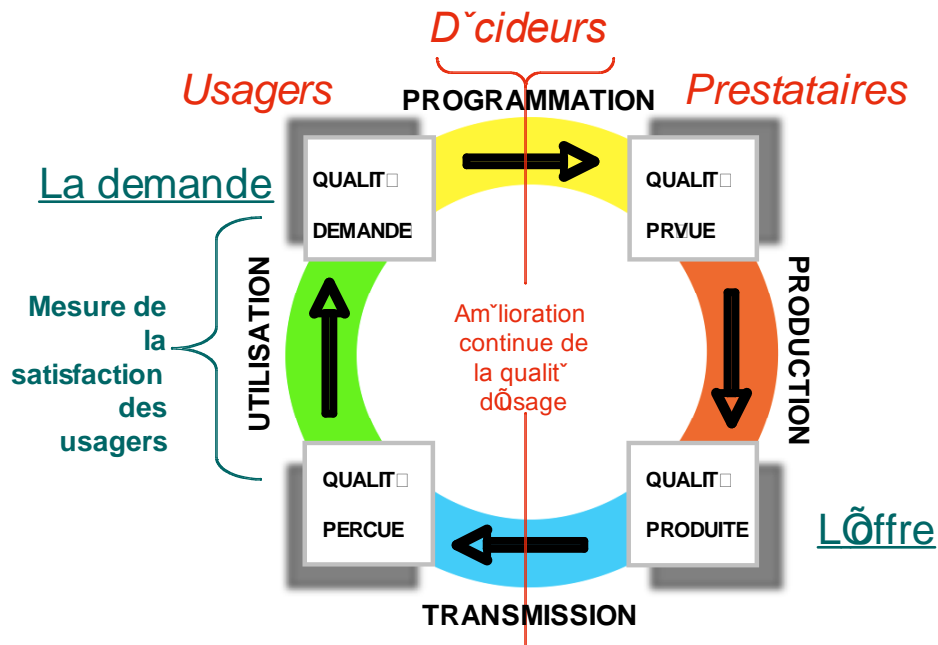 Dˇcideurs
Usagers
PROGRAMMATION
Prestataires
La demande
QUALIT□
DEMANDE□
QUALIT□
PRVUE
UTILISATION
PRODUCTION
Mesure de
la
satisfaction
des
usagers
Amˇlioration
continue de
la qualitˇ
dÕusage
QUALIT□
PERCUE
QUALIT□
PRODUITE
LÕoffre
TRANSMISSION